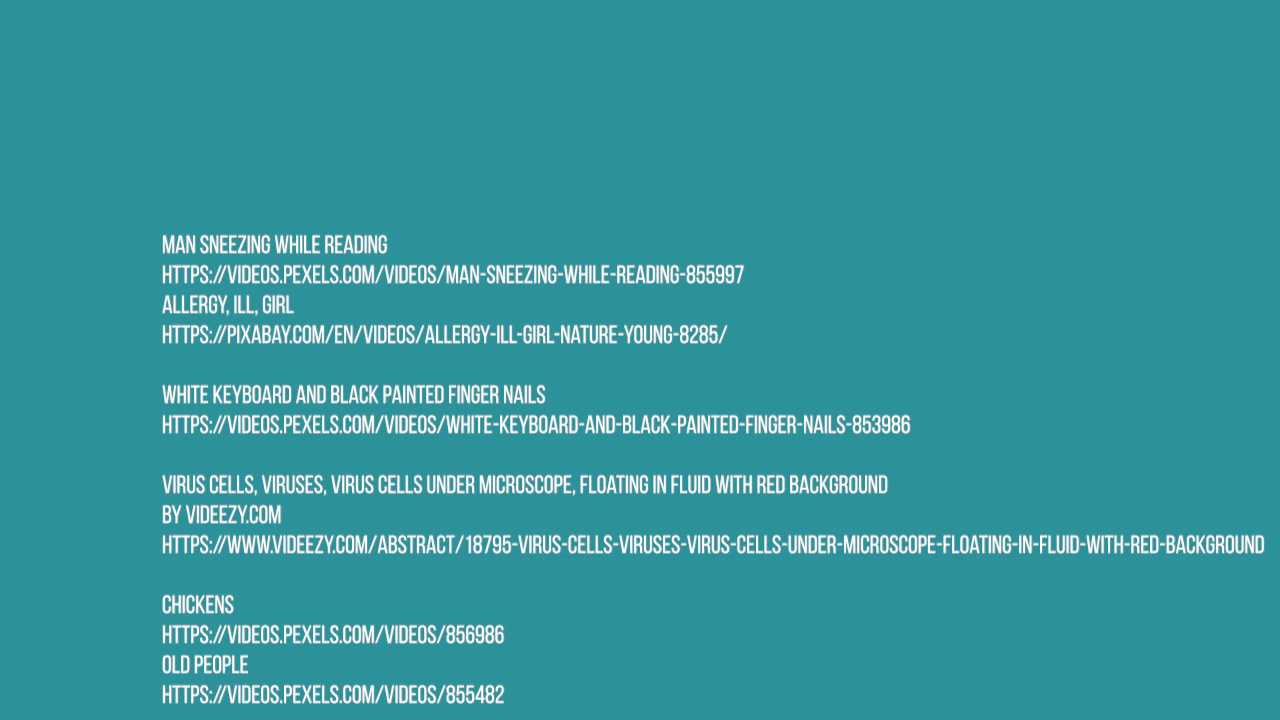 MAN SNEEZING WHILE READING
HTTPS://VIDEOS.PEXELS.COM/VIDEOS/MAN-SNEEZING-WHILE-READING-855997
ALLERGY, ILL, GIRL
HTTPS://PIXABAY.COM/EN/VIDEOS/ALLERGY-ILL-GIRL-NATURE-YOUNG-8285/
WHITE KEYBOARD AND BLACK PAINTED FINGER NAILS
HTTPS://VIDEOS.PEXELS.COM/VIDEOS/WHITE-KEYBOARD-AND-BLACK-PAINTED-FINGER-NAILS-853986
VIRUS CELLS, VIRUSES, VIRUS CELLS UNDER MICROSCOPE, FLOATING IN FLUID WITH RED BACKGROUND
BY VIDEEZY.COM
HTTPS://WWW.VIDEEZY.COM/ABSTRACT/18795-VIRUS-CELLS-VIRUSES-VIRUS-CELLS-UNDER-MICROSCOPE-FLOATING-IN-FLUID-WITH-RED-BACKGROUND
CHICKENS
HTTPS://VIDEOS.PEXELS.COM/VIDEOS/856986
OLD PEOPLE
HTTPS://VIDEOS.PEXELS.COM/VIDEOS/855482